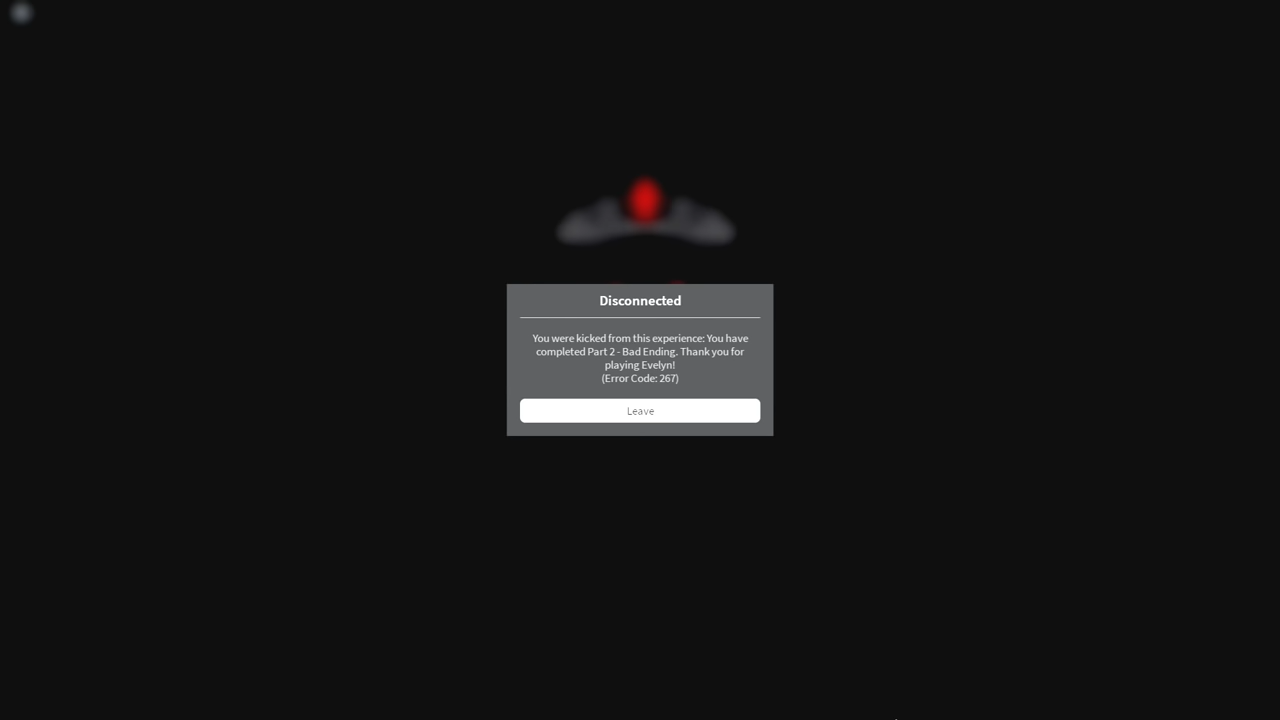 Disconnected
You were kicked from this experience: You have
completed Part 2 - Bad Ending. Thank you for
playing Evelyn!
(Error Code: 267)
Leave